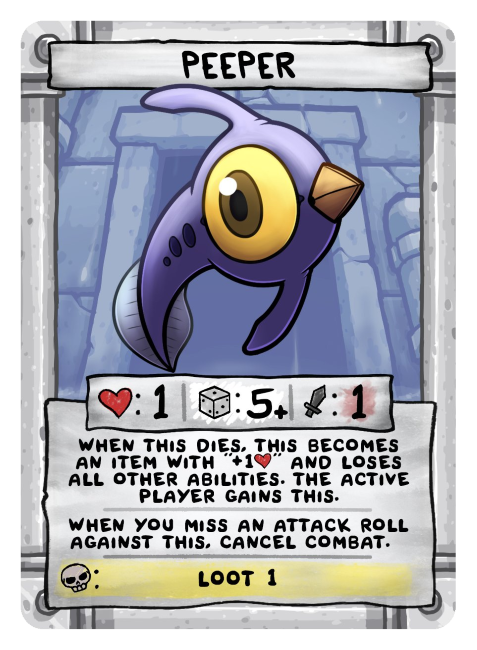 PEEPER
: 1 : 5+ : 1
WHEN THIS DIES, THIS BECOMES
AN ITEM WITH "+1♥" AND LOSES
ALL OTHER ABILITIES. THE ACTIVE
PLAYER GAINS THIS.
WHEN YOU MISS AN ATTACK ROLL
AGAINST THIS, CANCEL COMBAT.
: LOOT 1